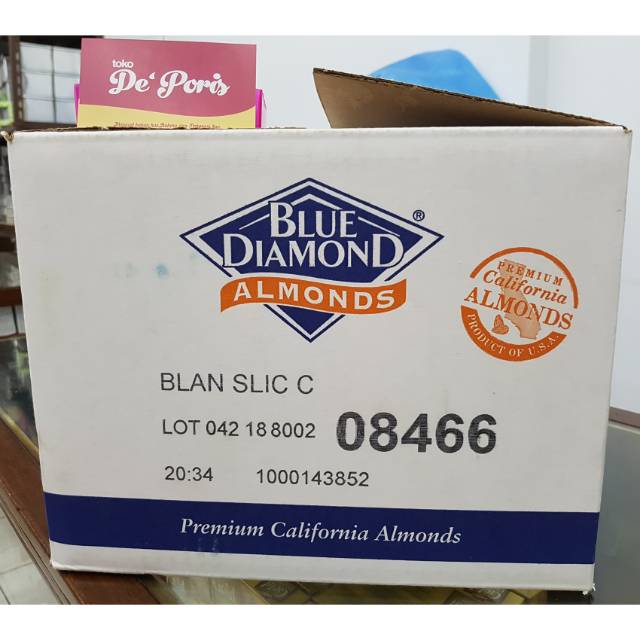 toko
De' Poris
BLUE
DIAMOND
®
ALMONDS
PREMIUM
California
ALMONDS
PRODUCT OF U.S.A.
BLAN SLIC C
LOT 042 18 8002 08466
20:34 1000143852
Premium California Almonds